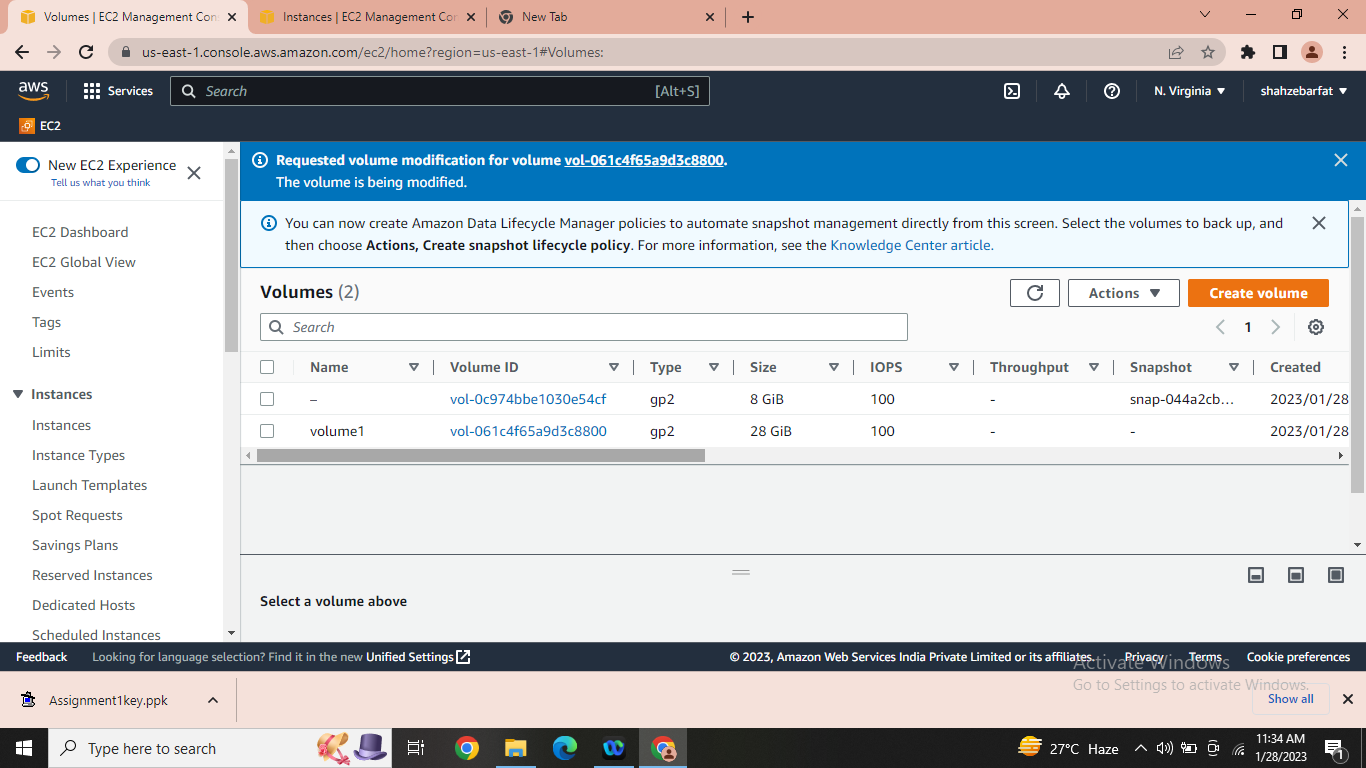 Volumes | EC2 Management Con
Instances | EC2 Management Con
New Tab
us-east-1.console.aws.amazon.com/ec2/home?region=us-east-1#Volumes:
aws
Services
Search
[Alt+S]
N. Virginia
shahzebarfat
EC2
New EC2 Experience
Tell us what you think
EC2 Dashboard
EC2 Global View
Events
Tags
Limits
Instances
Instances
Instance Types
Launch Templates
Spot Requests
Savings Plans
Reserved Instances
Dedicated Hosts
Scheduled Instances
Requested volume modification for volume vol-061c4f65a9d3c8800.
The volume is being modified.
You can now create Amazon Data Lifecycle Manager policies to automate snapshot management directly from this screen. Select the volumes to back up, and
then choose Actions, Create snapshot lifecycle policy. For more information, see the Knowledge Center article.
Volumes (2)
Actions
Create volume
Search
1
Name Volume ID Type Size IOPS Throughput Snapshot Created
– vol-0c974bbe1030e54cf gp2 8 GiB 100 - snap-044a2cb... 2023/01/28
volume1 vol-061c4f65a9d3c8800 gp2 28 GiB 100 - - 2023/01/28
Select a volume above
Feedback
Looking for language selection? Find it in the new Unified Settings
© 2023, Amazon Web Services India Private Limited or its affiliates.
Privacy
Terms
Cookie preferences
Activate Windows
Go to Settings to activate Windows.
Assignment1key.ppk
Show all
Type here to search
27°C Haze
11:34 AM
1/28/2023
1